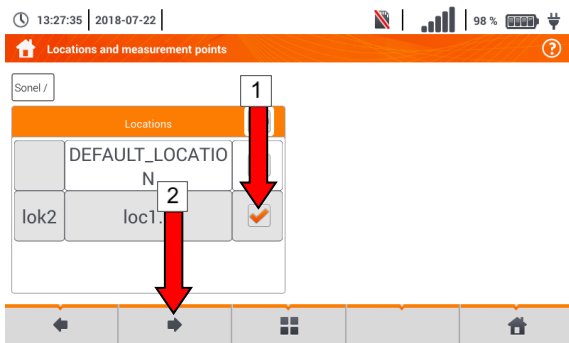 13:27:35 2018-07-22 98 %
Locations and measurement points ?
Sonel /
1
Locations
DEFAULT_LOCATIO
N
2
lok2 loc1.